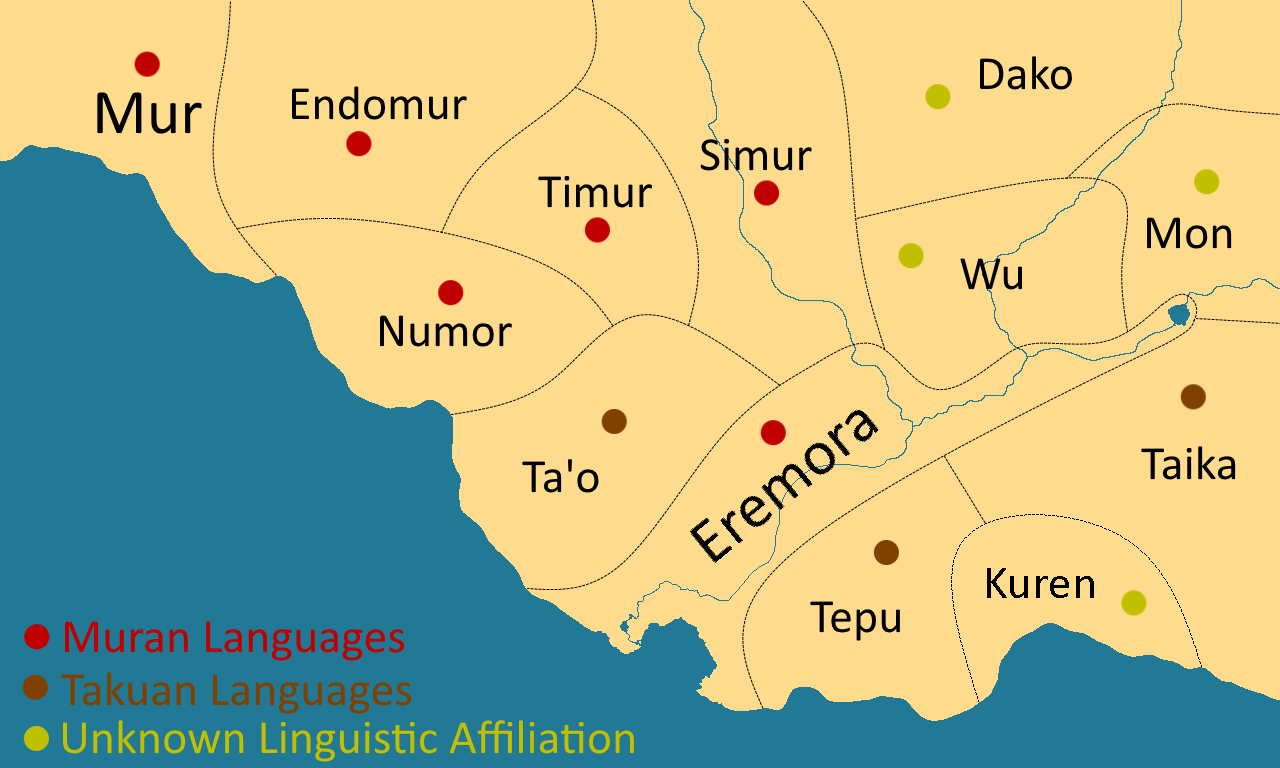 Mur
Endomur
Timur
Simur
Dako
Mon
Wu
Numor
Ta'o
Eremora
Taika
Tepu
Kuren
Muran Languages
Takuan Languages
Unknown Linguistic Affiliation